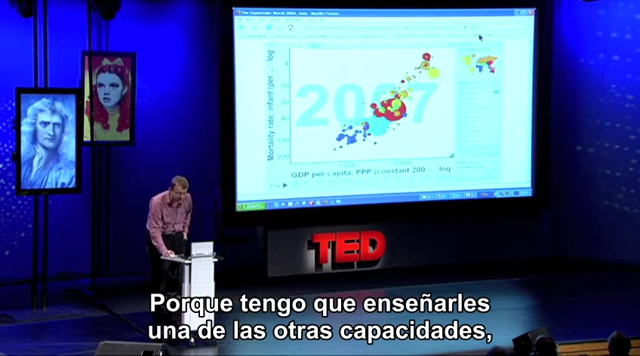 2007
Mortality rate, infant (per ... log
GDP per capita, PPP (constant 200... log
TED
Porque tengo que enseñarles
una de las otras capacidades,